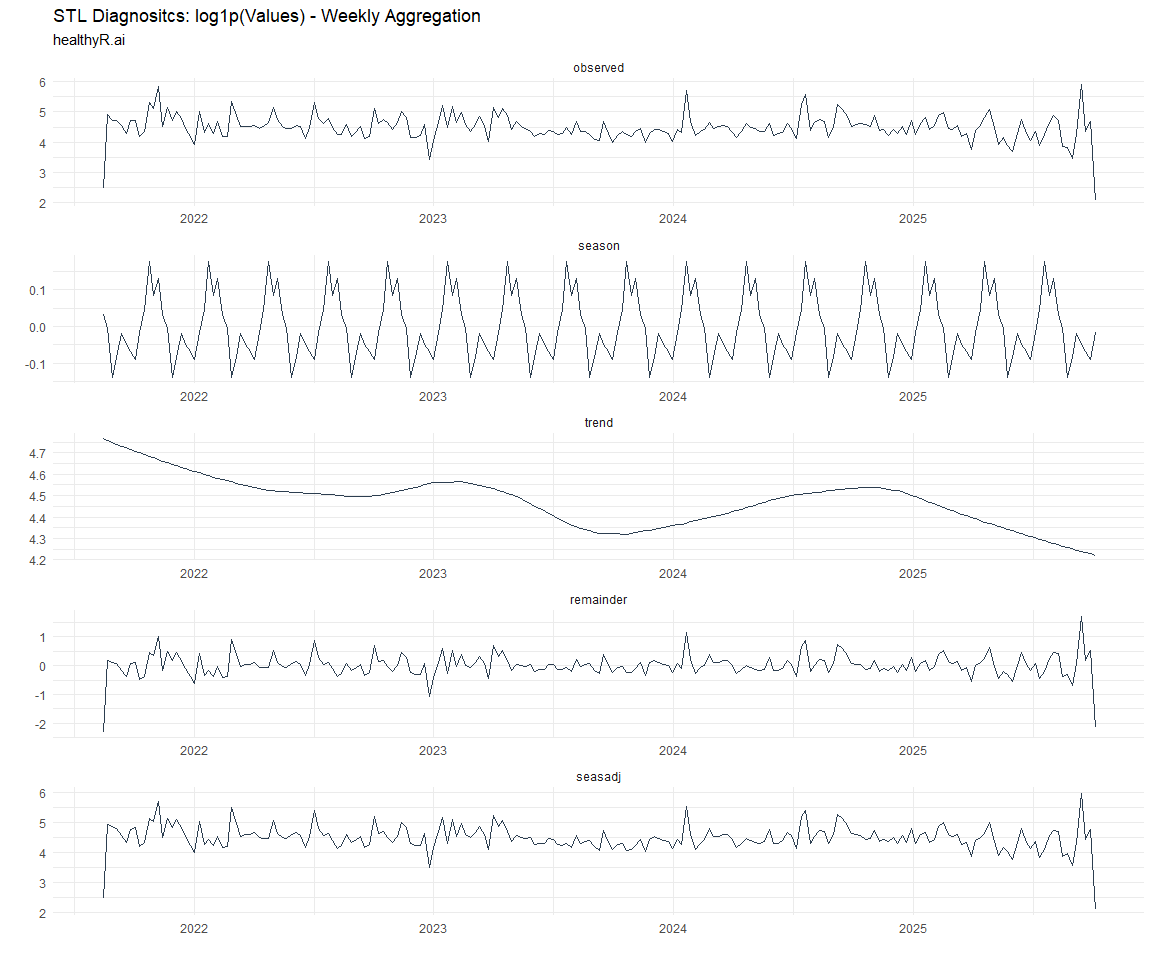 STL Diagnositcs: log1p(Values) - Weekly Aggregation
healthyR.ai
observed
6
5
4
3
2
2022 2023 2024 2025
season
0.1
0.0
-0.1
2022 2023 2024 2025
trend
4.7
4.6
4.5
4.4
4.3
4.2
2022 2023 2024 2025
remainder
1
0
-1
-2
2022 2023 2024 2025
seasadj
6
5
4
3
2
2022 2023 2024 2025